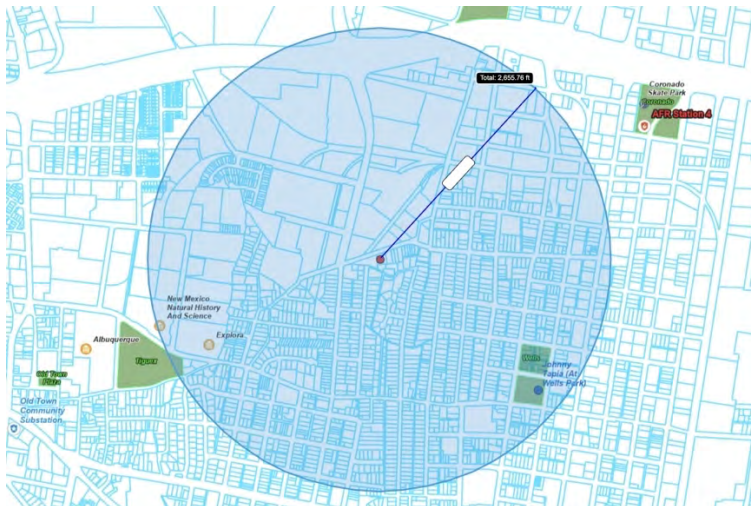 Total: 2,655.76 ft
Coronado
Skate Park
Coronado
AFR Station 4
New Mexico
Natural History
And Science
Explora
Albuquerque
Tiguex
Old Town
Plaza
Old Town
Community
Substation
Wells
Johnny
Tapia (At
Wells Park)